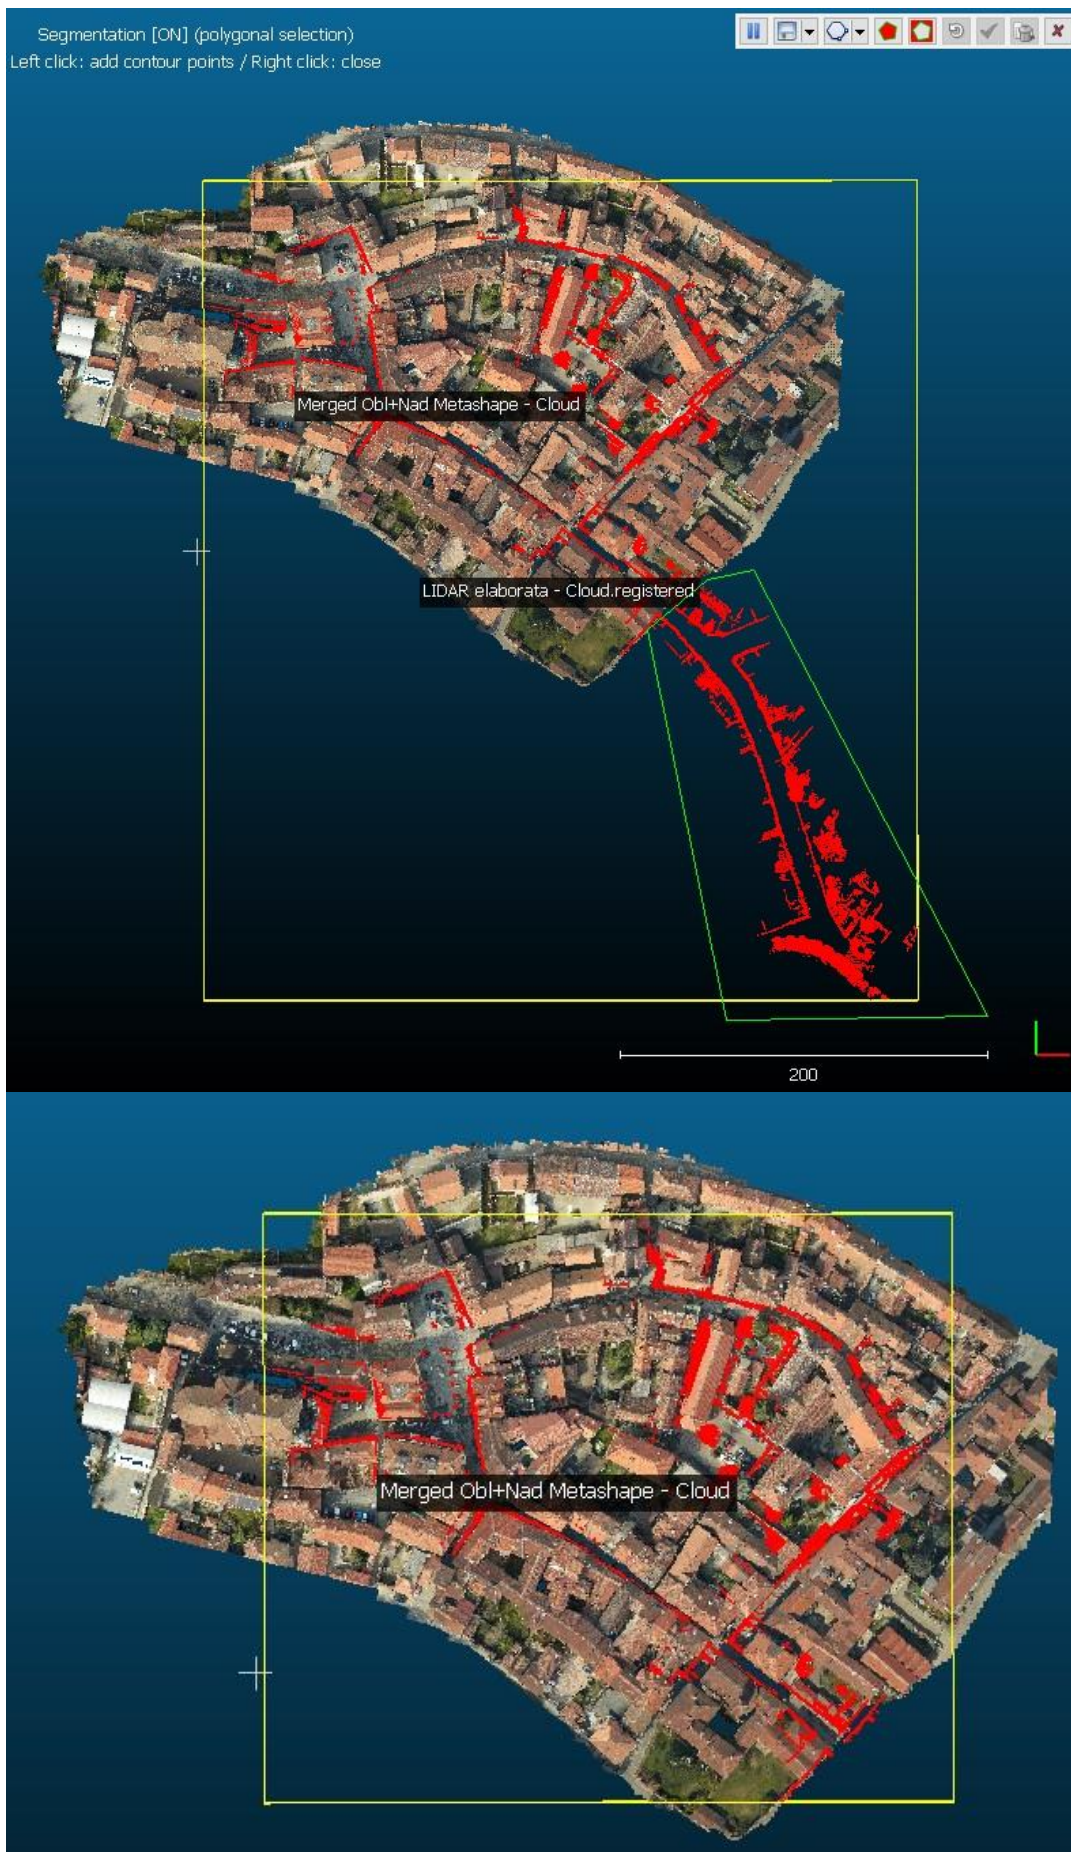 Segmentation [ON] (polygonal selection)
Left click: add contour points / Right click: close
Merged Obl+Nad Metashape - Cloud
LIDAR elaborata - Cloud.registered
200
Merged Obl+Nad Metashape - Cloud